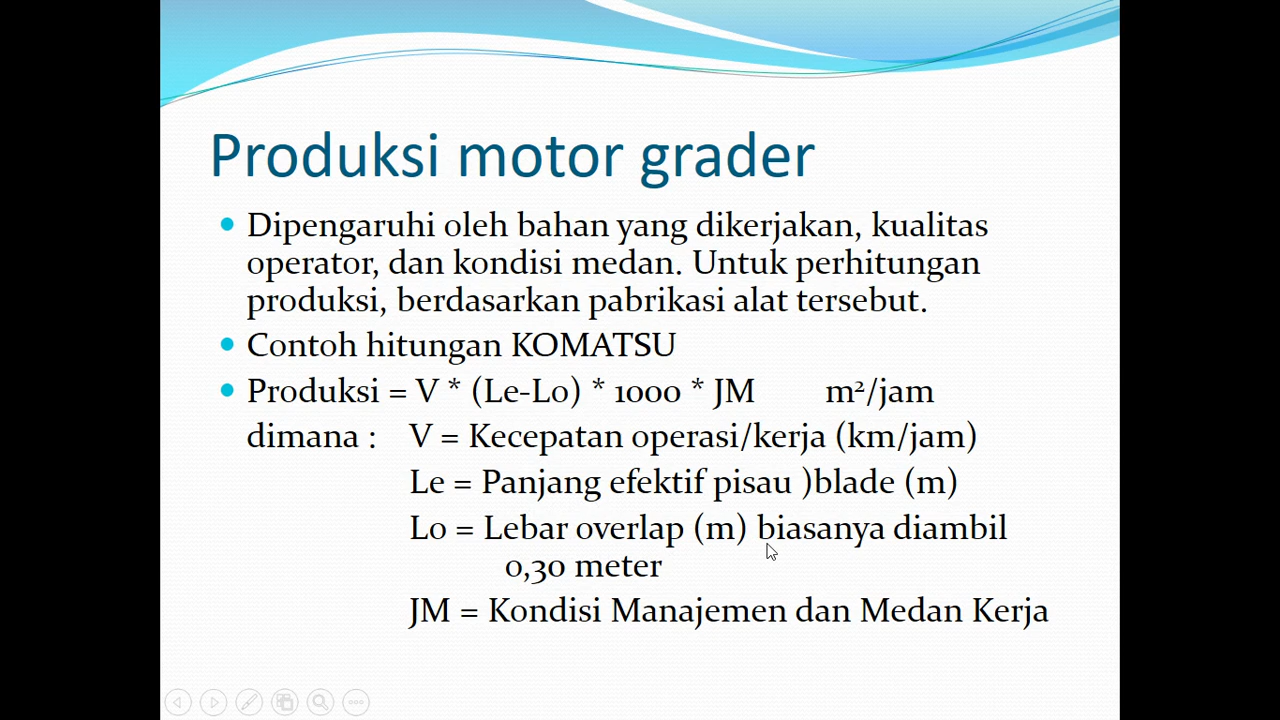 Produksi motor grader
Dipengaruhi oleh bahan yang dikerjakan, kualitas
operator, dan kondisi medan. Untuk perhitungan
produksi, berdasarkan pabrikasi alat tersebut.
Contoh hitungan KOMATSU
Produksi = V * (Le-Lo) * 1000 * JM m²/jam
dimana : V = Kecepatan operasi/kerja (km/jam)
Le = Panjang efektif pisau )blade (m)
Lo = Lebar overlap (m) biasanya diambil
0,30 meter
JM = Kondisi Manajemen dan Medan Kerja